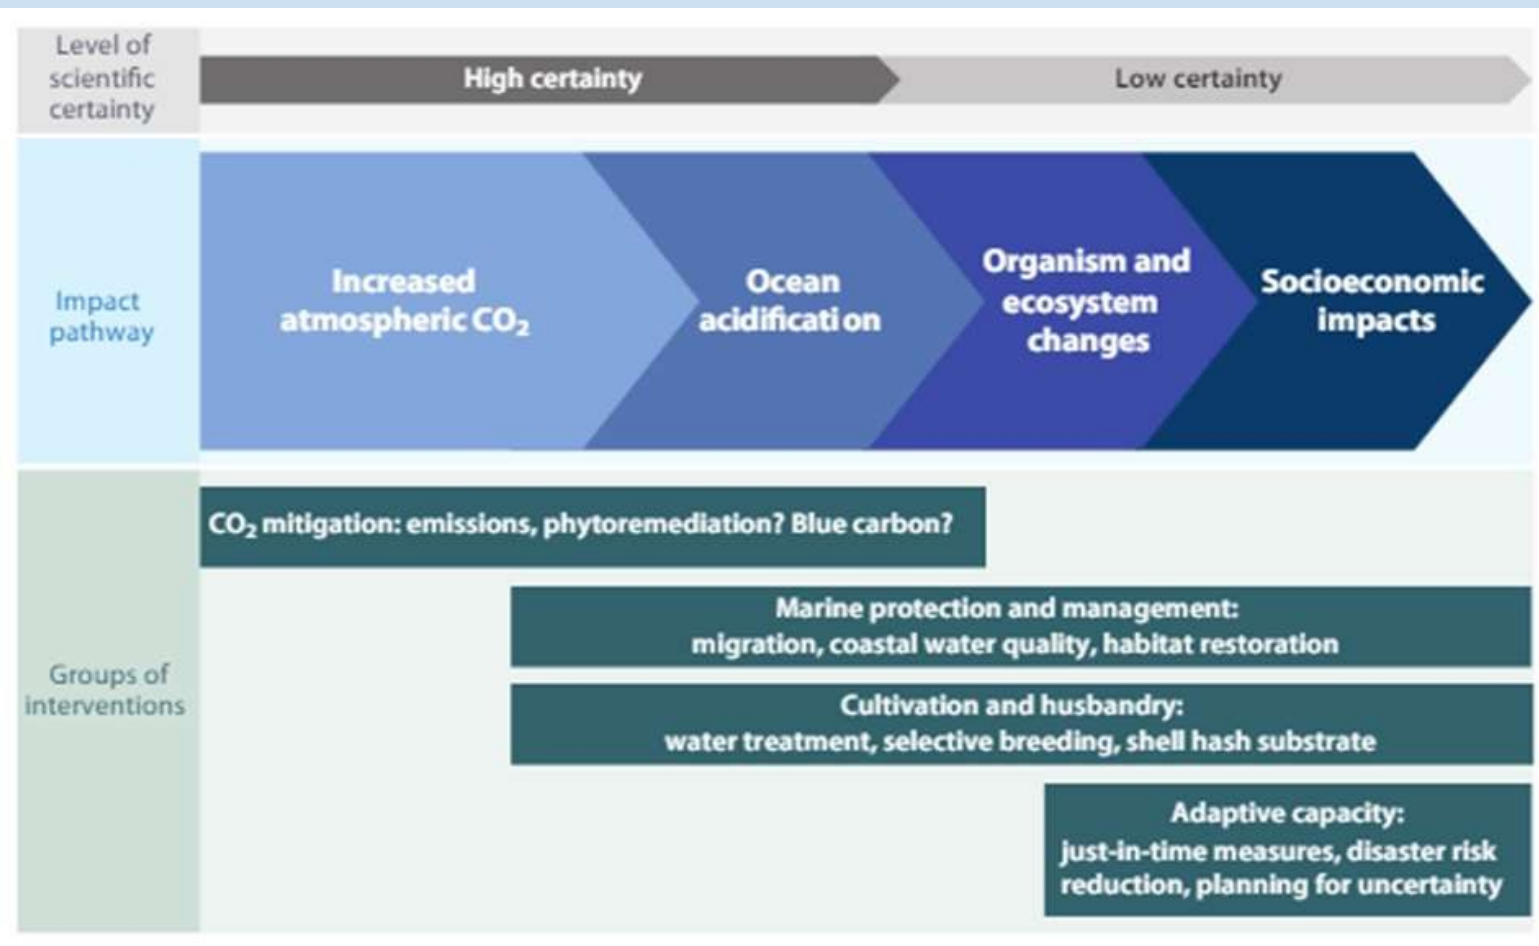 Level of
scientific
certainty
High certainty
Low certainty
Impact
pathway
Increased
atmospheric CO₂
Ocean
acidification
Organism and
ecosystem
changes
Socioeconomic
impacts
Groups of
interventions
CO₂ mitigation: emissions, phytoremediation? Blue carbon?
Marine protection and management:
migration, coastal water quality, habitat restoration
Cultivation and husbandry:
water treatment, selective breeding, shell hash substrate
Adaptive capacity:
just-in-time measures, disaster risk
reduction, planning for uncertainty